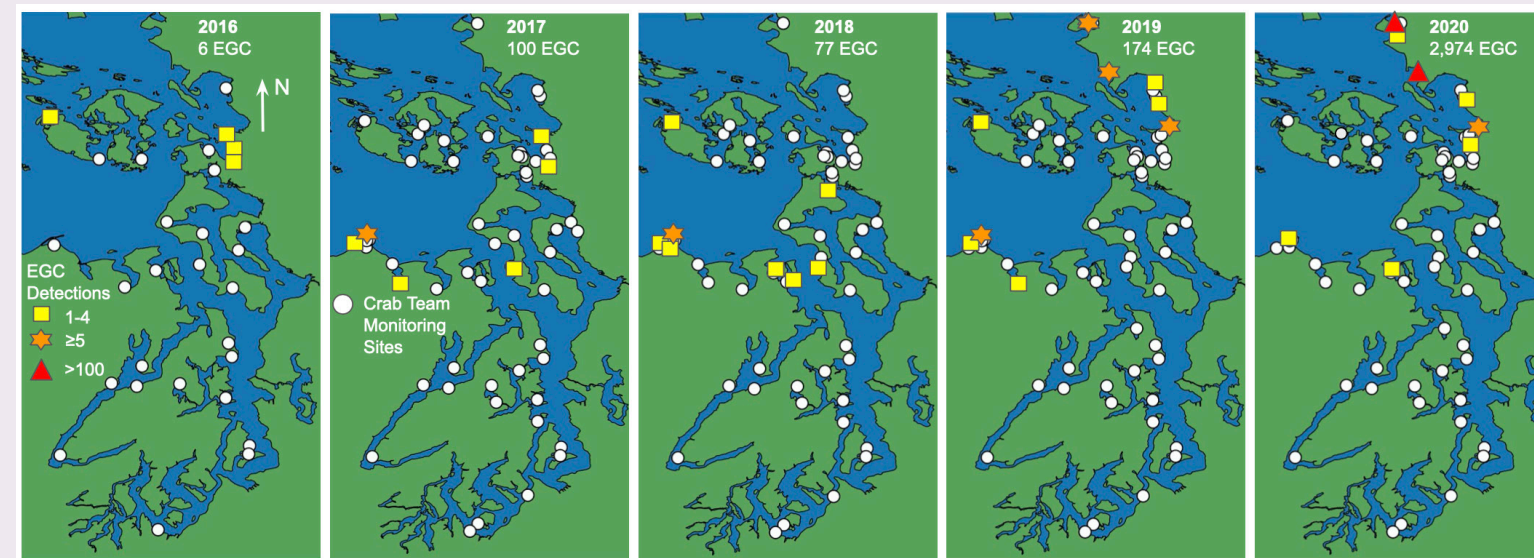 2016
6 EGC
N
EGC
Detections
1-4
≥5
>100
2017
100 EGC
Crab Team
Monitoring
Sites
2018
77 EGC
2019
174 EGC
2020
2,974 EGC